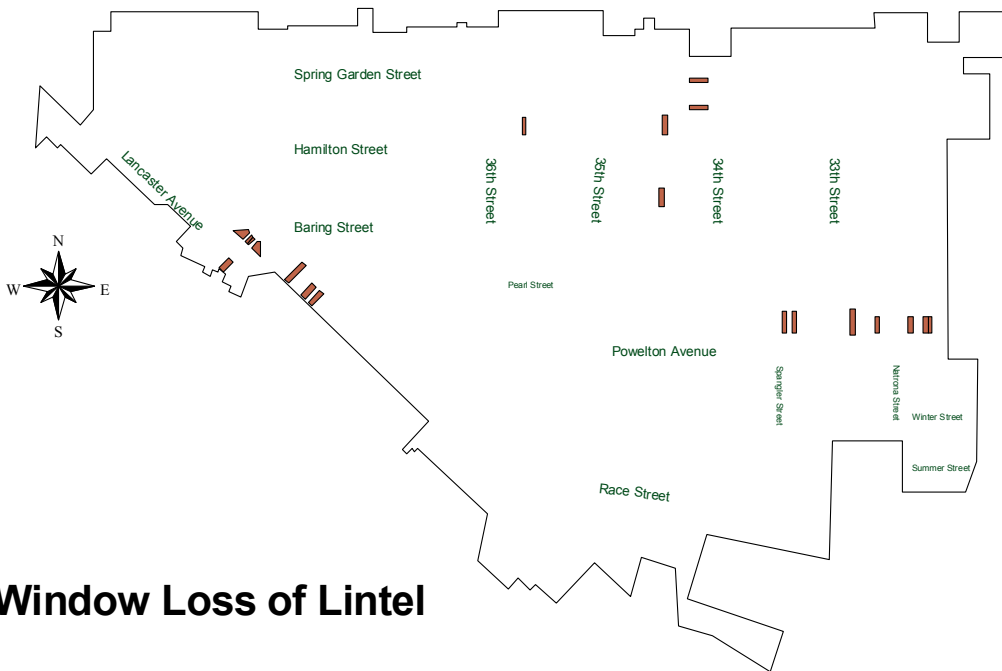 Spring Garden Street
Hamilton Street
Lancaster Avenue
36th Street
35th Street
34th Street
33th Street
Baring Street
N
W
E
S
Pearl Street
Powelton Avenue
Spangler Street
Natrona Street
Winter Street
Summer Street
Race Street
Window Loss of Lintel